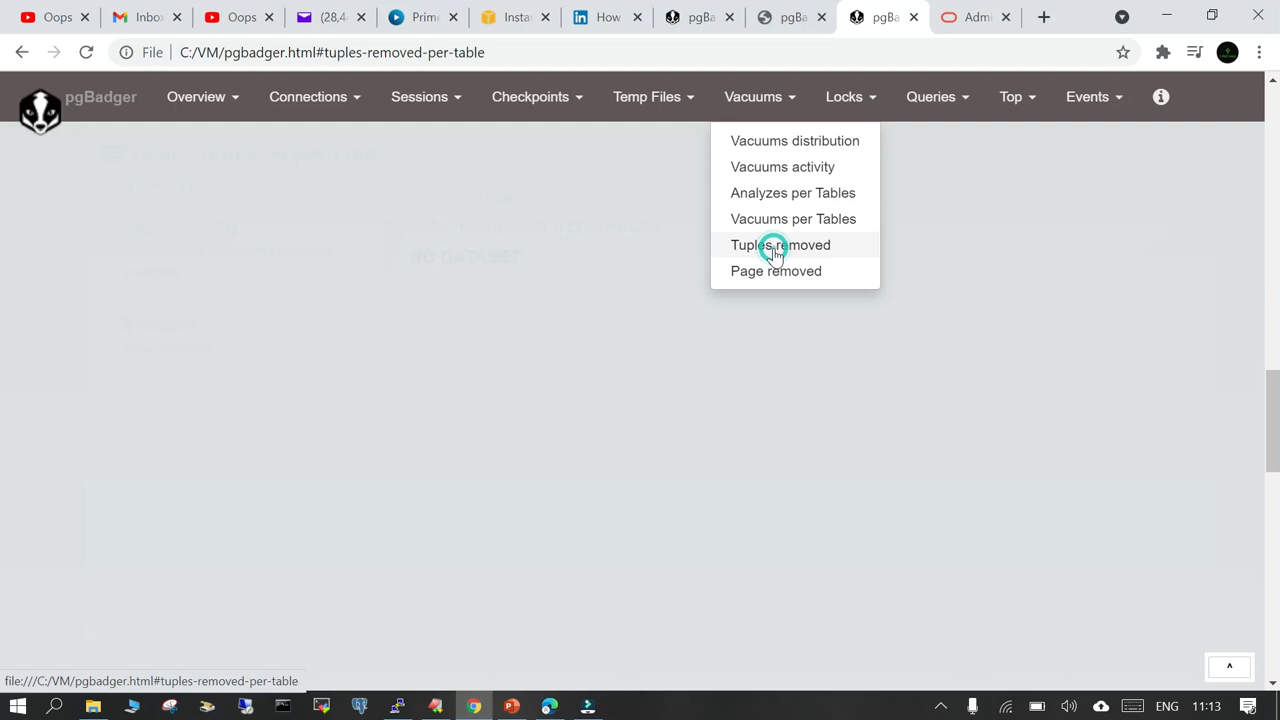 Oops
Inbox
Oops
(28,4
Prime
Insta
How
pgBa
pgBa
pgBa
Adm
File
C:/VM/pgbadger.html#tuples-removed-per-table
pgBadger
Overview
Connections
Sessions
Checkpoints
Temp Files
Vacuums
Locks
Queries
Top
Events
Vacuums distribution
Vacuums activity
Analyzes per Tables
Vacuums per Tables
Tuples removed
Page removed
NO DATASET
^
file:///C:/VM/pgbadger.html#tuples-removed-per-table
ENG
11:13